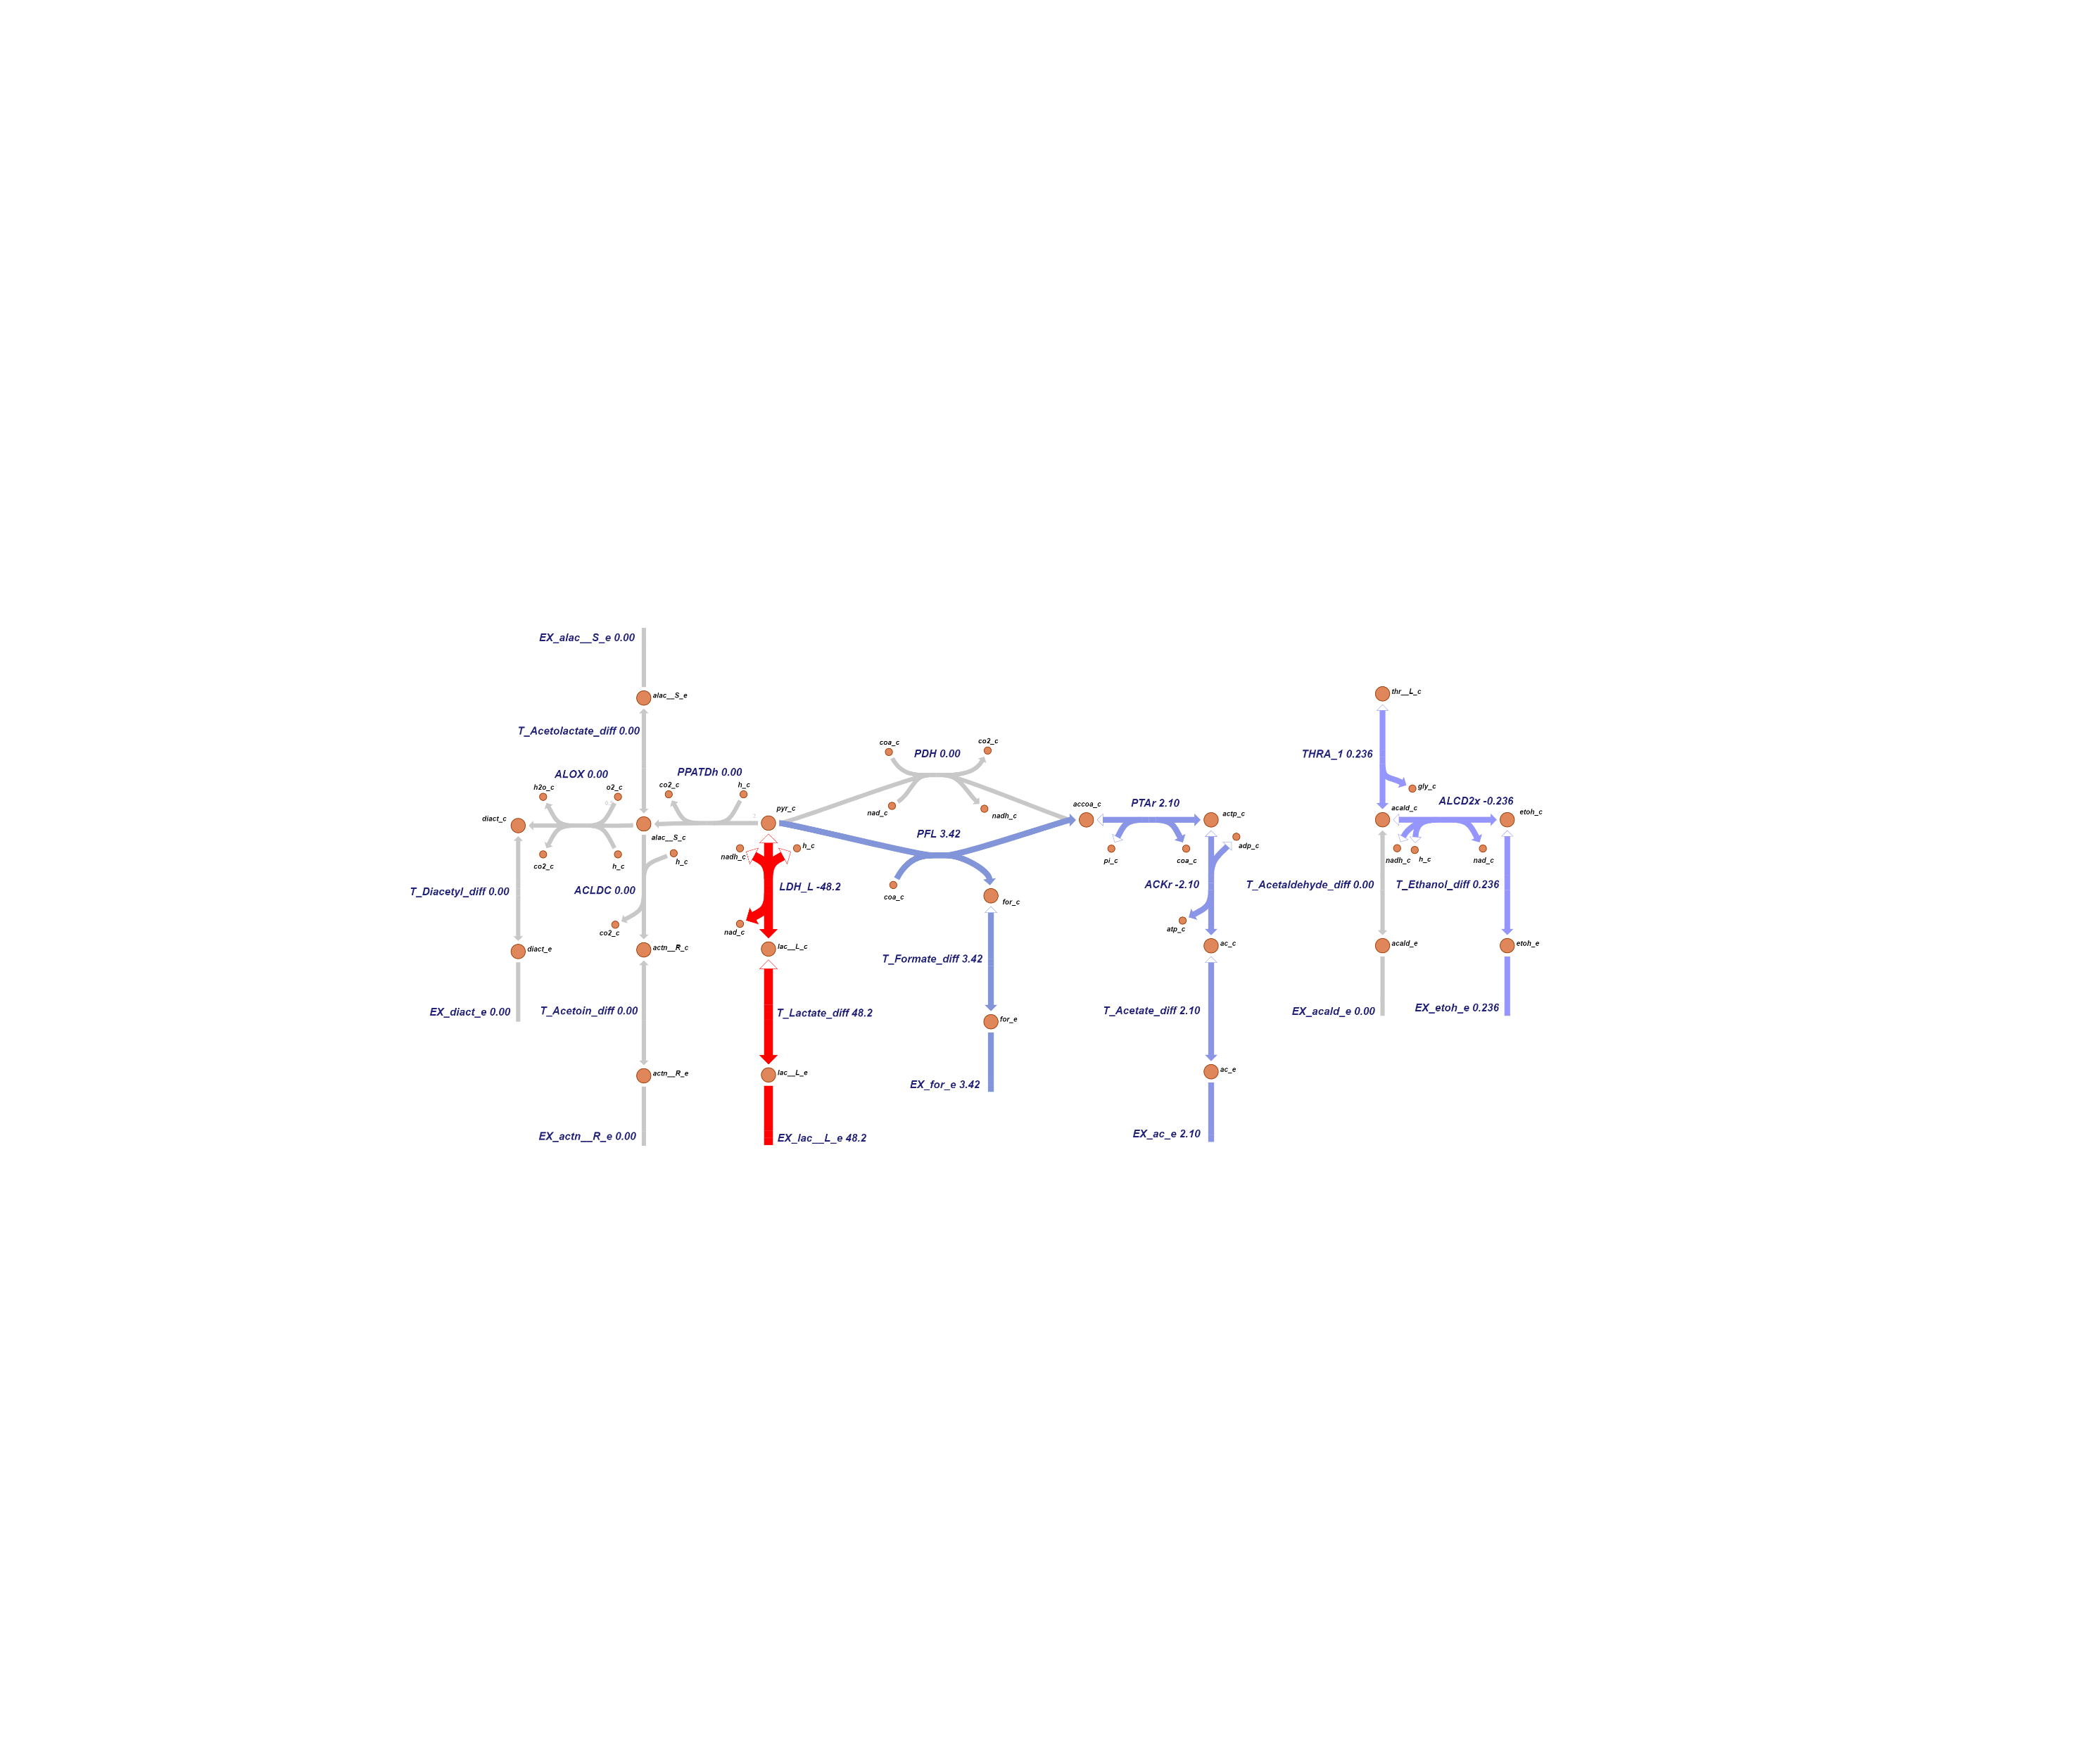 EX_alac__S_e 0.00
alac__S_e
thr__L_c
T_Acetolactate_diff 0.00
coa_c
co2_c
PDH 0.00
THRA_1 0.236
ALOX 0.00
PPATDh 0.00
h2o_c
o2_c
co2_c
h_c
gly_c
pyr_c
nad_c
nadh_c
accoa_c
PTAr 2.10
actp_c
acald_c
ALCD2x -0.236
etoh_c
diact_c
alac__S_c
PFL 3.42
co2_c
h_c
h_c
nadh_c
h_c
pi_c
coa_c
adp_c
nadh_c
h_c
nad_c
T_Diacetyl_diff 0.00
ACLDC 0.00
LDH_L -48.2
coa_c
for_c
ACKr -2.10
T_Acetaldehyde_diff 0.00
T_Ethanol_diff 0.236
co2_c
nad_c
atp_c
diact_e
actn__R_c
lac__L_c
T_Formate_diff 3.42
ac_c
acald_e
etoh_e
EX_diact_e 0.00
T_Acetoin_diff 0.00
T_Lactate_diff 48.2
for_e
T_Acetate_diff 2.10
EX_acald_e 0.00
EX_etoh_e 0.236
actn__R_e
lac__L_e
EX_for_e 3.42
ac_e
EX_actn__R_e 0.00
EX_lac__L_e 48.2
EX_ac_e 2.10